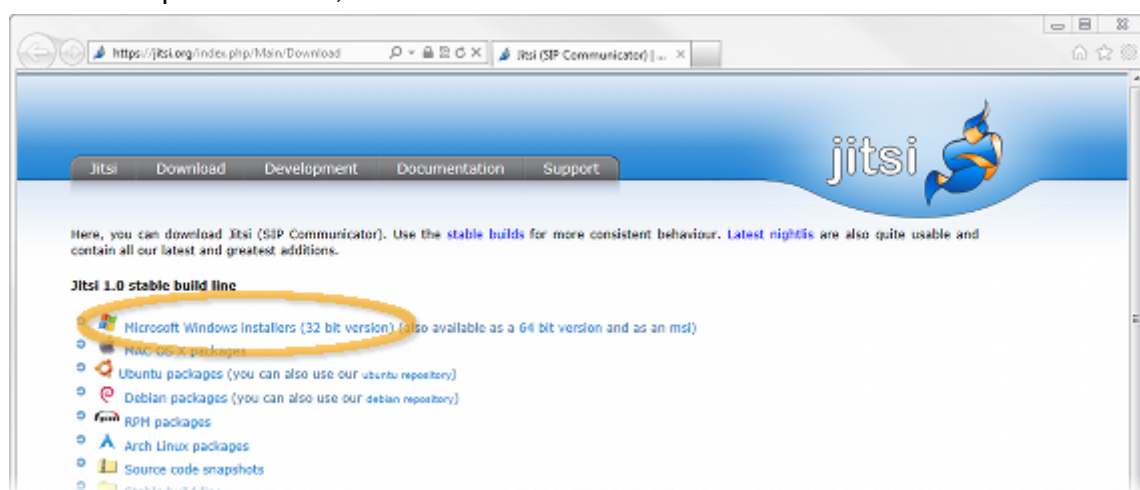 https://jitsi.org/index.php/Main/Download
Jitsi (SIP Communicator) | ...
jitsi
Jitsi Download Development Documentation Support
Here, you can download Jitsi (SIP Communicator). Use the stable builds for more consistent behaviour. Latest nightlis are also quite usable and
contain all our latest and greatest additions.
Jitsi 1.0 stable build line
Microsoft Windows installers (32 bit version) (also available as a 64 bit version and as an msi)
MAC OS X packages
Ubuntu packages (you can also use our ubuntu repository)
Debian packages (you can also use our debian repository)
RPM packages
Arch Linux packages
Source code snapshots